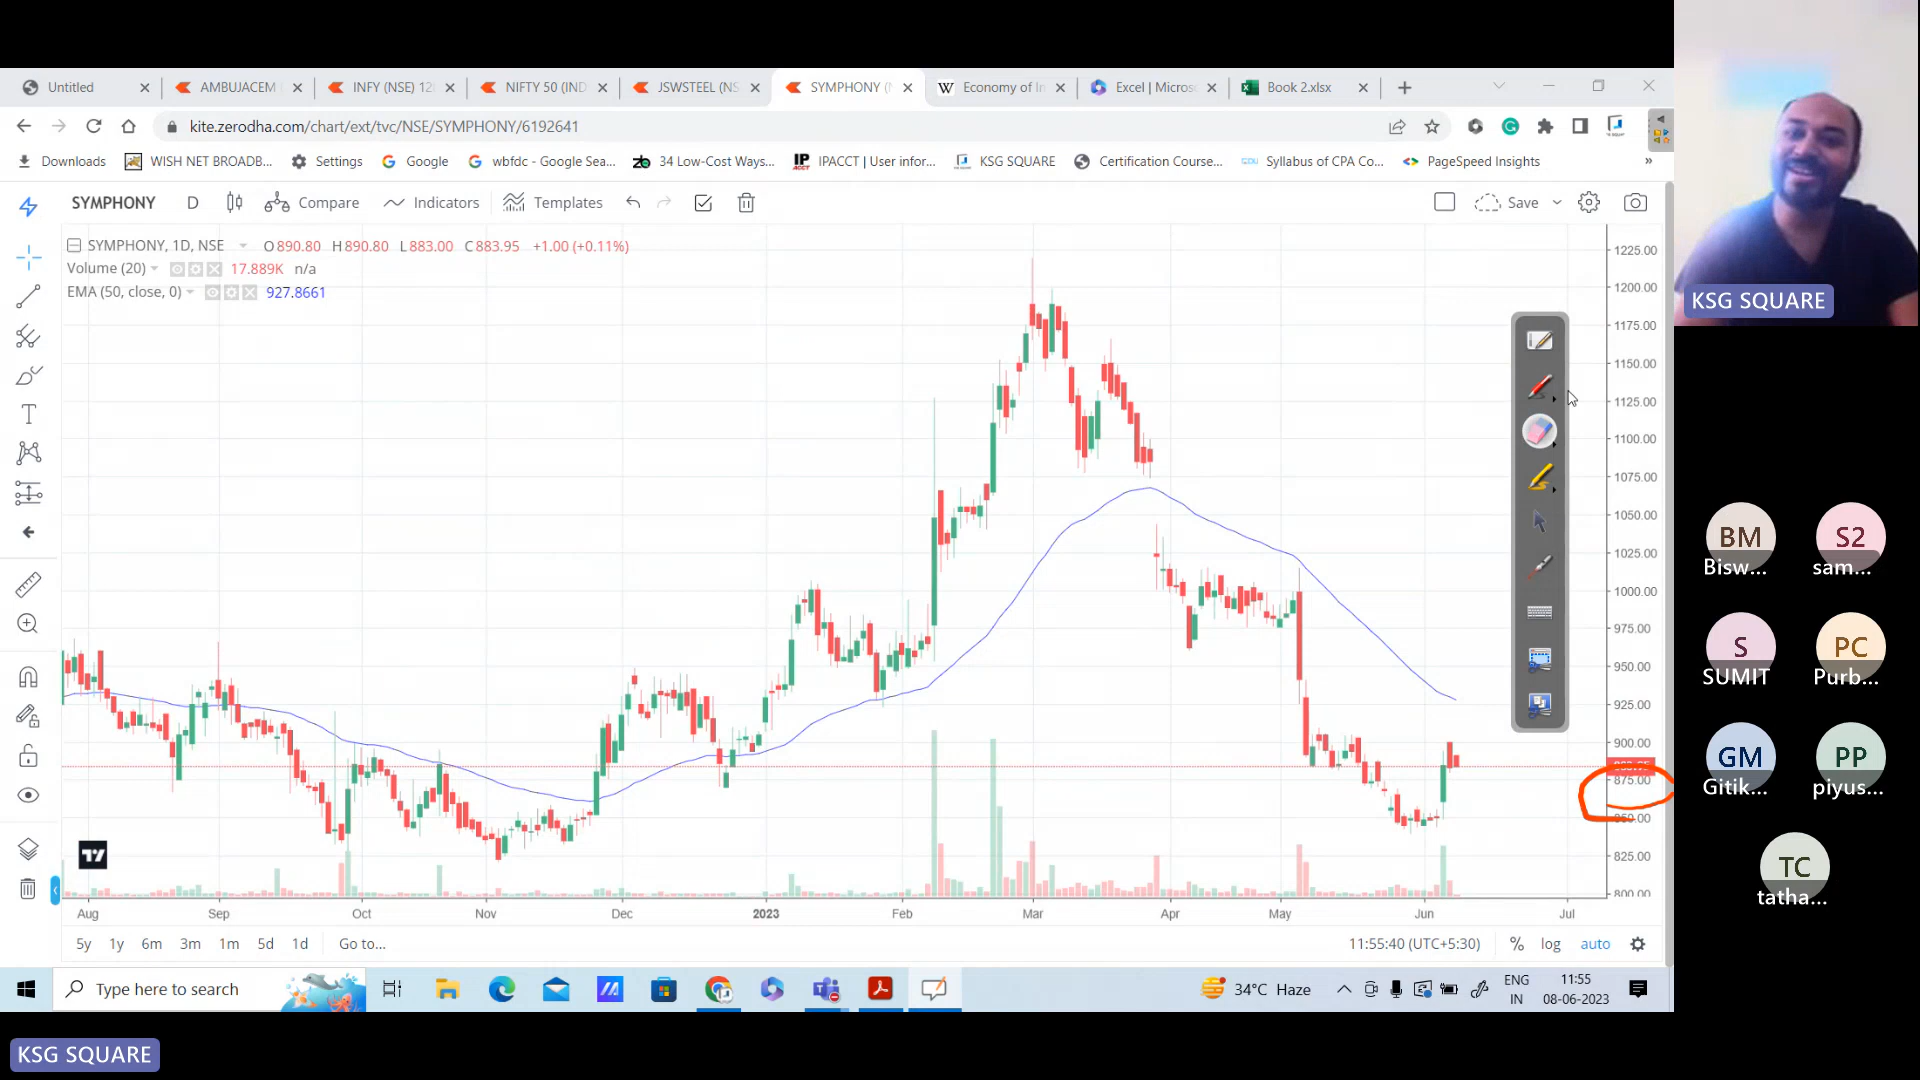 Untitled
AMBUJACEM
INFY (NSE) 12
NIFTY 50 (IND
JSWSTEEL (NS
SYMPHONY (
Economy of In
Excel | Micros
Book 2.xlsx
kite.zerodha.com/chart/ext/tvc/NSE/SYMPHONY/6192641
Downloads
WISH NET BROADB...
Settings
Google
wbfdc - Google Sea...
34 Low-Cost Ways...
IPACCT | User infor...
KSG SQUARE
Certification Course...
Syllabus of CPA Co...
PageSpeed Insights
SYMPHONY D Compare Indicators Templates Save
SYMPHONY, 1D, NSE O890.80 H890.80 L883.00 C883.95 +1.00 (+0.11%)
Volume (20) 17.889K n/a
EMA (50, close, 0) 927.8661
1225.00
1200.00
1175.00
1150.00
1125.00
1100.00
1075.00
1050.00
1025.00
1000.00
975.00
950.00
925.00
900.00
875.00
850.00
825.00
800.00
Aug Sep Oct Nov Dec 2023 Feb Mar Apr May Jun Jul
5y 1y 6m 3m 1m 5d 1d Go to...
11:55:40 (UTC+5:30) % log auto
Type here to search
34°C Haze
ENG
IN
11:55
08-06-2023
KSG SQUARE
BM
Bisw...
S2
sam...
S
SUMIT
PC
Purb...
GM
Gitik...
PP
piyus...
TC
tatha...
KSG SQUARE